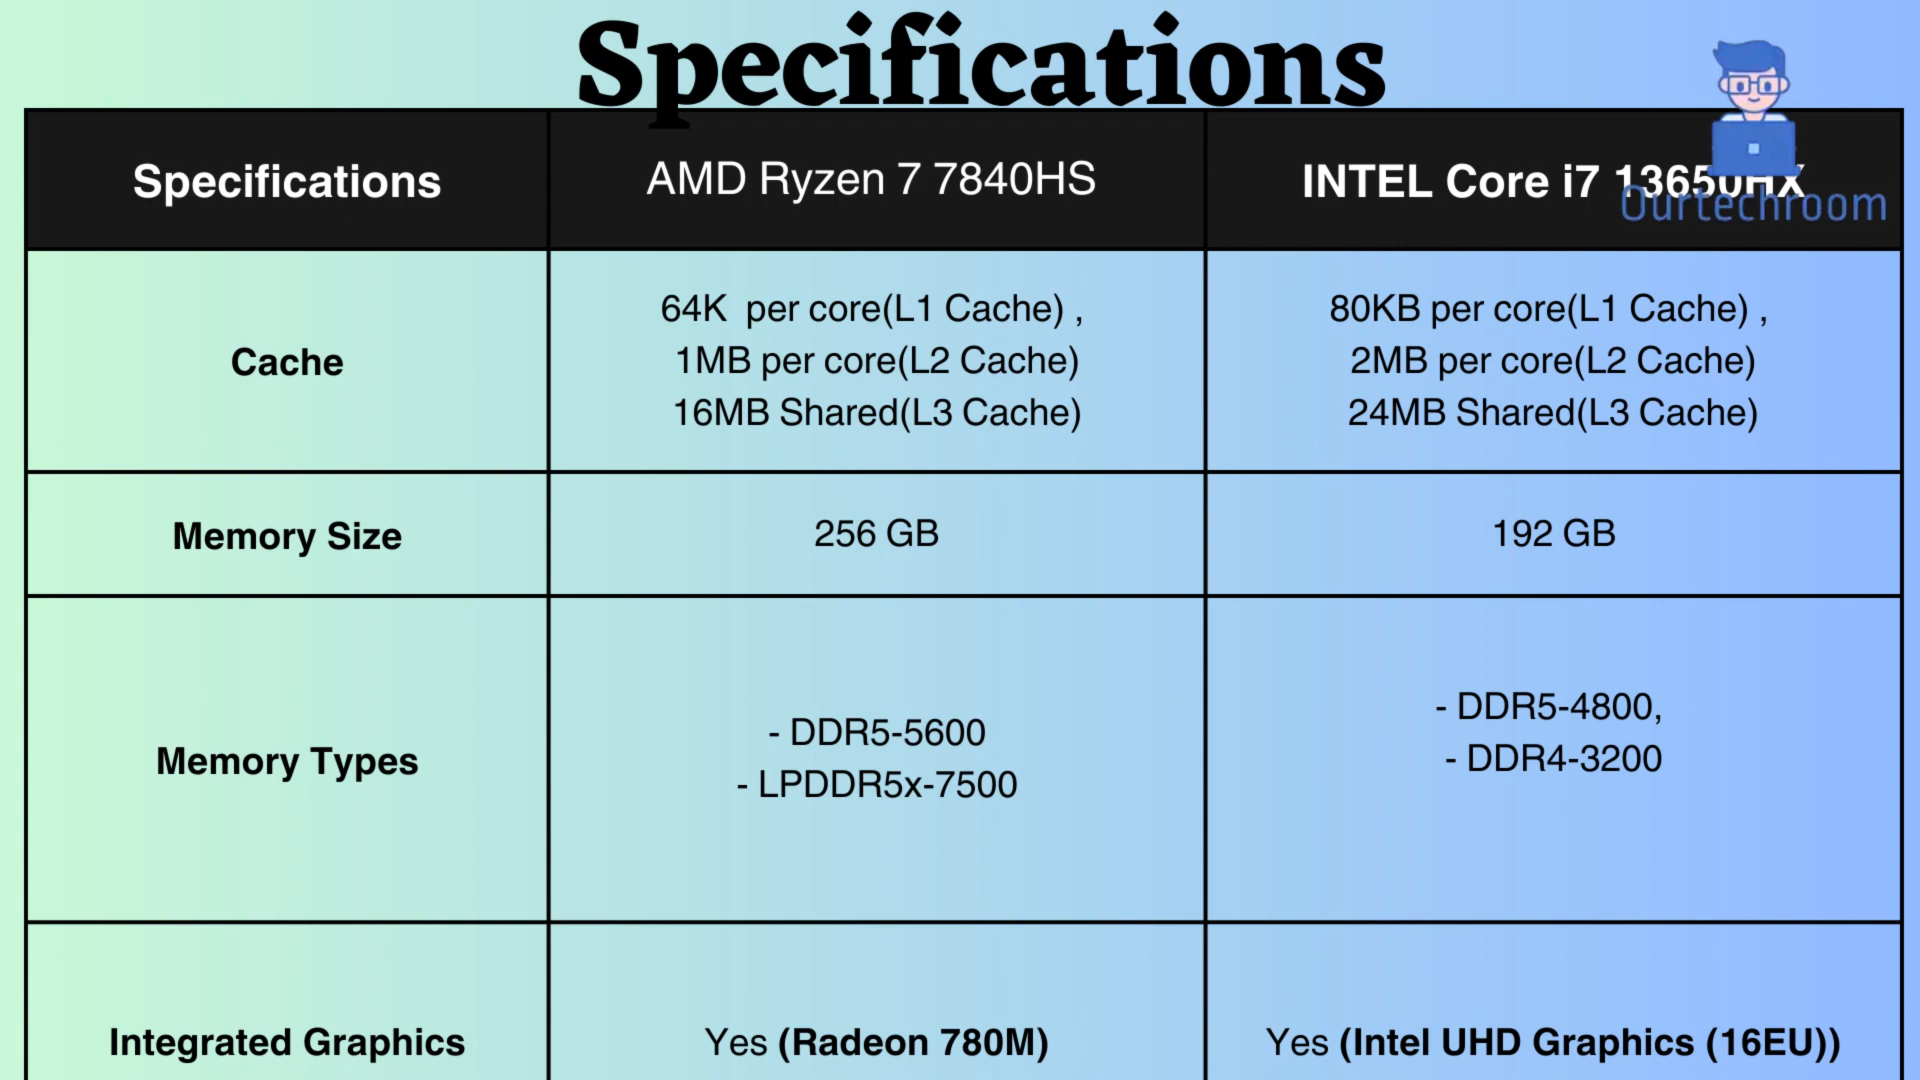 Specifications
Specifications
AMD Ryzen 7 7840HS
INTEL Core i7 13650HX
Ourtechroom
Cache
64K per core(L1 Cache) ,
1MB per core(L2 Cache)
16MB Shared(L3 Cache)
80KB per core(L1 Cache) ,
2MB per core(L2 Cache)
24MB Shared(L3 Cache)
Memory Size
256 GB
192 GB
Memory Types
- DDR5-5600
- LPDDR5x-7500
- DDR5-4800,
- DDR4-3200
Integrated Graphics
Yes (Radeon 780M)
Yes (Intel UHD Graphics (16EU))